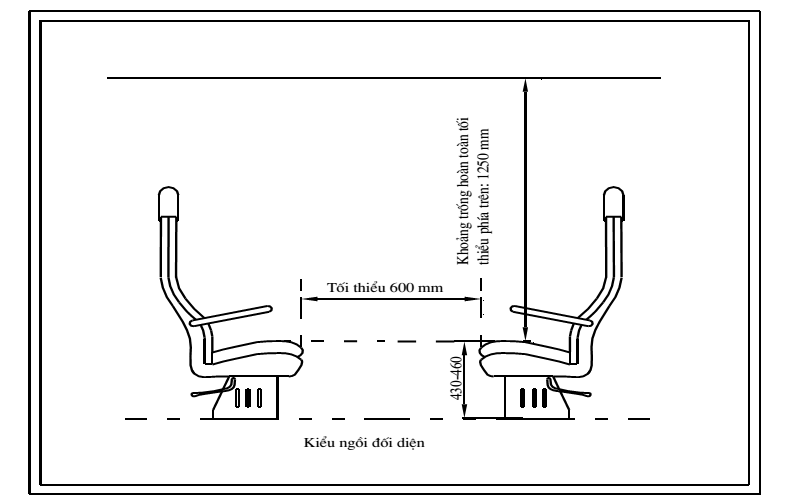 Khoảng trống hoàn toàn tối
thiểu phía trên: 1250 mm
Tối thiểu 600 mm
430-460
Kiểu ngồi đối diện